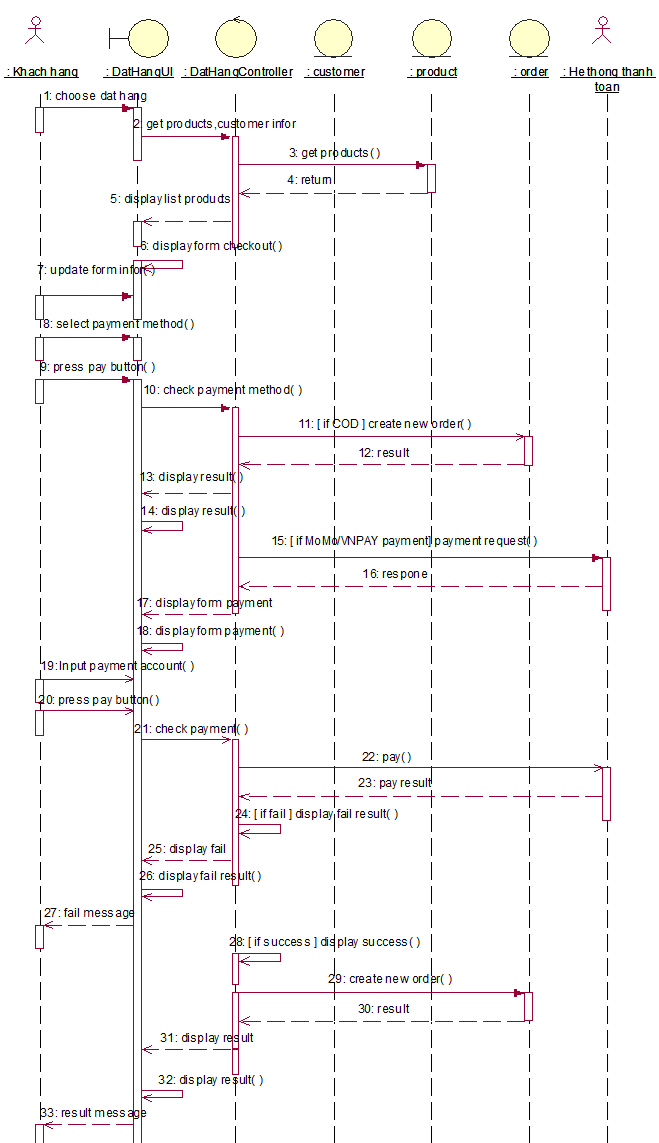 : Khach hang
: DatHangUI
: DatHangController
: customer
: product
: order
: He thong thanh
toan
1: choose dat hang
2: get products,customer infor
3: get products( )
4: return
5: display list products
6: display form checkout( )
7: update form infor( )
8: select payment method( )
9: press pay button( )
10: check payment method( )
11: [ if COD ] create new order( )
12: result
13: display result( )
14: display result( )
15: [ if MoMo/VNPAY payment] payment request( )
16: respone
17: display form payment
18: display form payment( )
19: Input payment account( )
20: press pay button( )
21: check payment( )
22: pay( )
23: pay result
24: [ if fail ] display fail result( )
25: display fail
26: display fail result( )
27: fail message
28: [ if success ] display success( )
29: create new order( )
30: result
31: display result
32: display result( )
33: result message